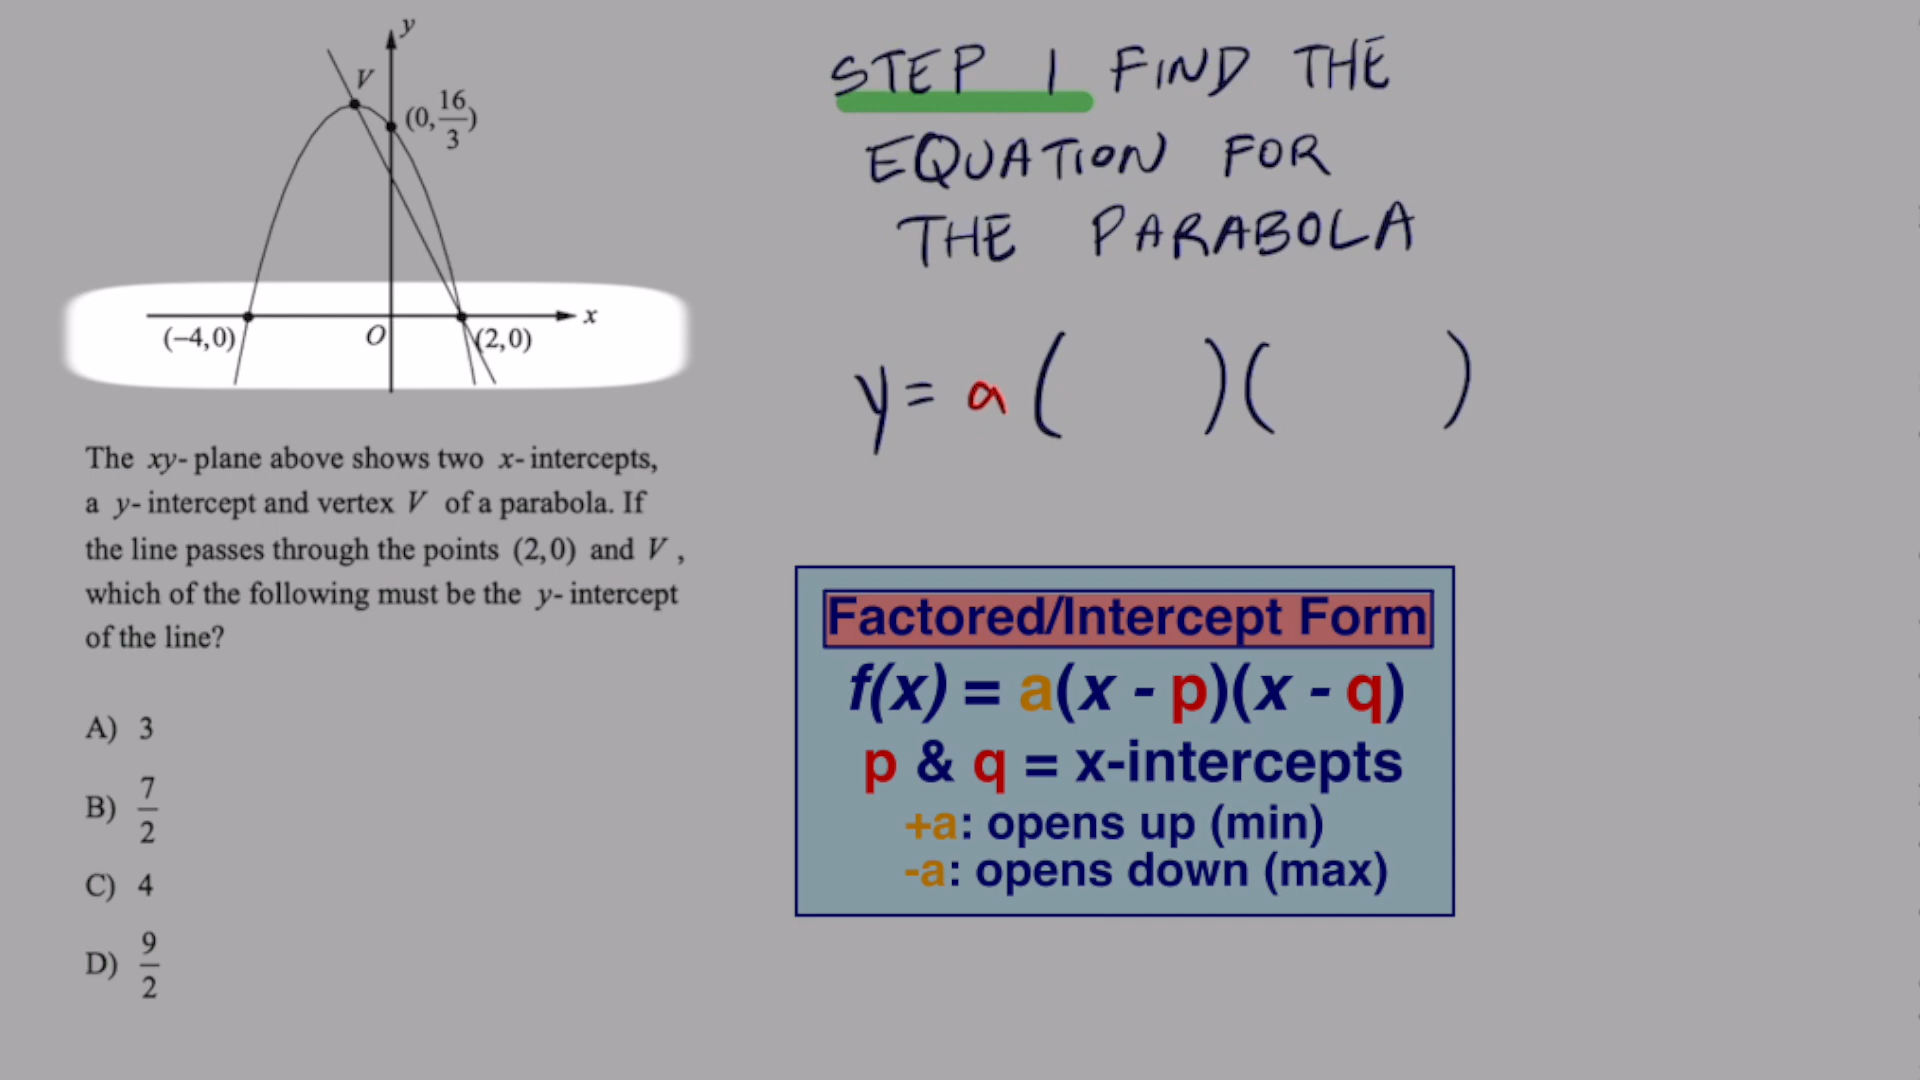 y
V
(0, 16/3)
x
(–4,0)
O
(2,0)
The xy- plane above shows two x- intercepts,
a y- intercept and vertex V of a parabola. If
the line passes through the points (2,0) and V ,
which of the following must be the y- intercept
of the line?
A) 3
B) 7/2
C) 4
D) 9/2
STEP 1 FIND THE
EQUATION FOR
THE PARABOLA
y = a ( ) ( )
Factored/Intercept Form
f(x) = a(x - p)(x - q)
p & q = x-intercepts
+a: opens up (min)
-a: opens down (max)